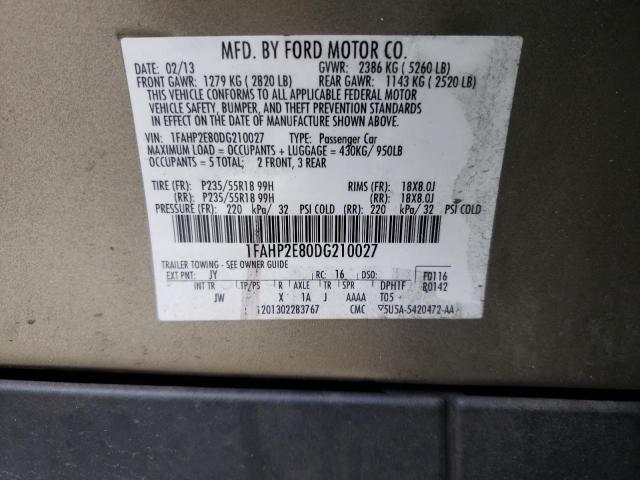 MFD. BY FORD MOTOR CO.
DATE: 02/13 GVWR: 2386 KG ( 5260 LB)
FRONT GAWR: 1279 KG ( 2820 LB) REAR GAWR: 1143 KG ( 2520 LB)
THIS VEHICLE CONFORMS TO ALL APPLICABLE FEDERAL MOTOR
VEHICLE SAFETY, BUMPER, AND THEFT PREVENTION STANDARDS
IN EFFECT ON THE DATE OF MANUFACTURE SHOWN ABOVE.
VIN: 1FAHP2E80DG210027 TYPE: Passenger Car
MAXIMUM LOAD = OCCUPANTS + LUGGAGE = 430KG/ 950LB
OCCUPANTS = 5 TOTAL; 2 FRONT, 3 REAR
TIRE (FR): P235/55R18 99H RIMS (FR): 18X8.0J
(RR): P235/55R18 99H (RR): 18X8.0J
PRESSURE (FR): 220 kPa/ 32 PSI COLD (RR): 220 kPa/ 32 PSI COLD
1FAHP2E80DG210027
TRAILER TOWING - SEE OWNER GUIDE
EXT PNT: JY RC: 16 DSO: F0116
INT TR TP/PS R AXLE TR SPR DPH1F R0142
JW X 1A J AAAA T05
1201302283767 CMC ▽5U5A-5420472-AA